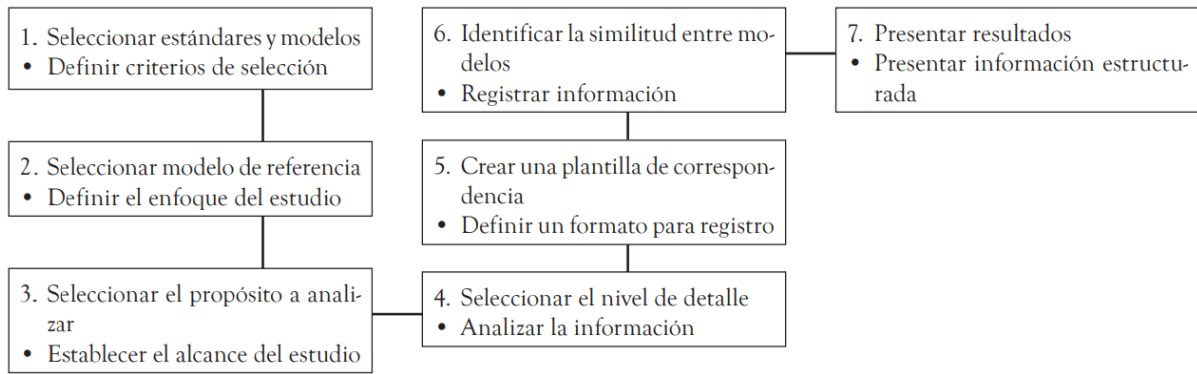 1. Seleccionar estándares y modelos
• Definir criterios de selección
2. Seleccionar modelo de referencia
• Definir el enfoque del estudio
3. Seleccionar el propósito a anali-
zar
• Establecer el alcance del estudio
4. Seleccionar el nivel de detalle
• Analizar la información
5. Crear una plantilla de correspon-
dencia
• Definir un formato para registro
6. Identificar la similitud entre mo-
delos
• Registrar información
7. Presentar resultados
• Presentar información estructu-
rada